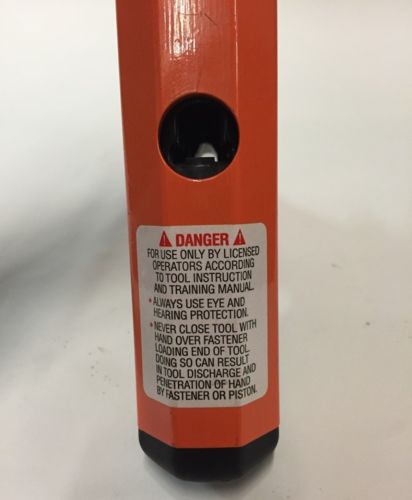 DANGER
FOR USE ONLY BY LICENSED
OPERATORS ACCORDING
TO TOOL INSTRUCTION
AND TRAINING MANUAL.
• ALWAYS USE EYE AND
HEARING PROTECTION.
• NEVER CLOSE TOOL WITH
HAND OVER FASTENER
LOADING END OF TOOL.
DOING SO CAN RESULT
IN TOOL DISCHARGE AND
PENETRATION OF HAND
BY FASTENER OR PISTON.